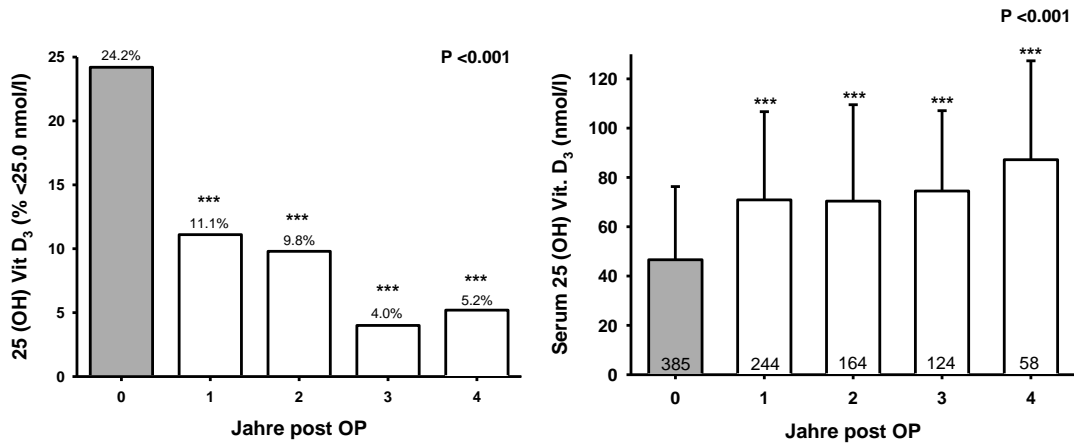 P <0.001
25 (OH) Vit D3 (% <25.0 nmol/l)
25
20
15
10
5
0
24.2%
***
11.1%
***
9.8%
***
4.0%
***
5.2%
0 1 2 3 4
Jahre post OP
P <0.001
Serum 25 (OH) Vit. D3 (nmol/l)
120
100
80
60
40
20
0
***
***
***
***
385 244 164 124 58
0 1 2 3 4
Jahre post OP